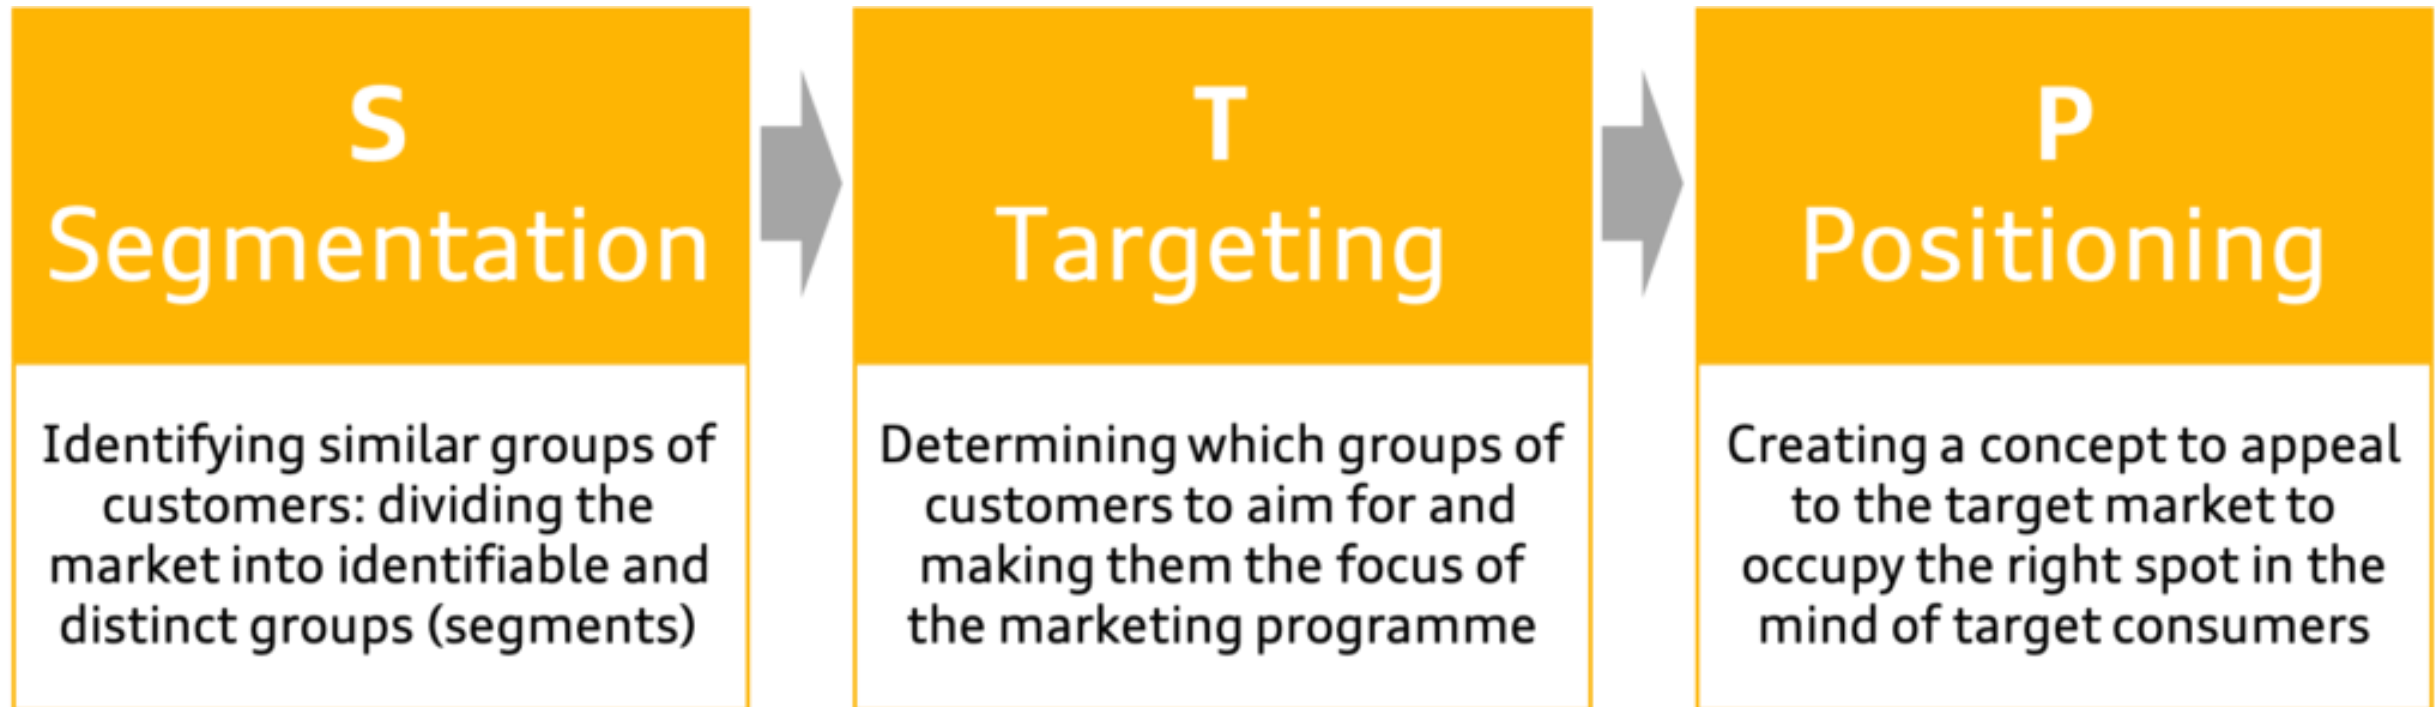 S
Segmentation
Identifying similar groups of
customers: dividing the
market into identifiable and
distinct groups (segments)
T
Targeting
Determining which groups of
customers to aim for and
making them the focus of
the marketing programme
P
Positioning
Creating a concept to appeal
to the target market to
occupy the right spot in the
mind of target consumers